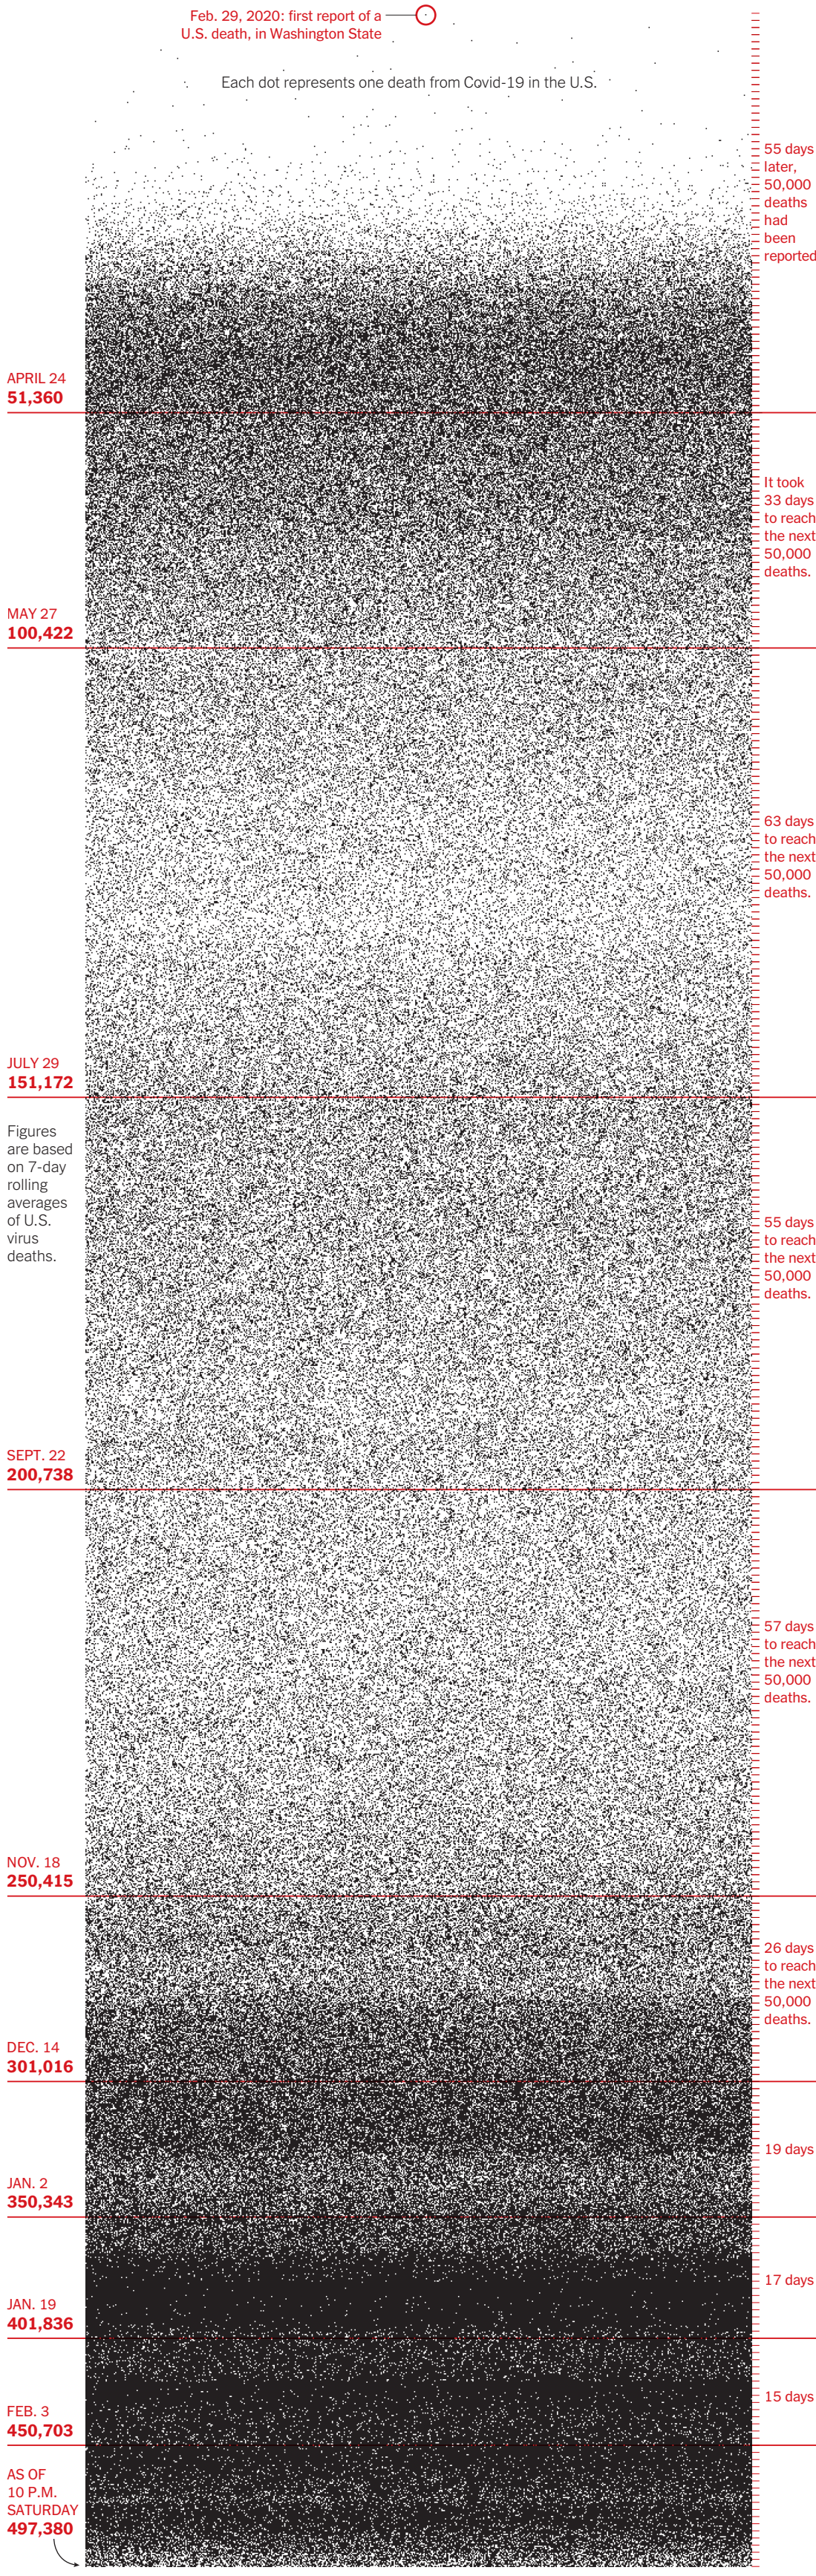 Feb. 29, 2020: first report of a
U.S. death, in Washington State
Each dot represents one death from Covid-19 in the U.S.
55 days
later,
50,000
deaths
had
been
reported
APRIL 24
51,360
It took
33 days
to reach
the next
50,000
deaths.
MAY 27
100,422
63 days
to reach
the next
50,000
deaths.
JULY 29
151,172
Figures
are based
on 7-day
rolling
averages
of U.S.
virus
deaths.
55 days
to reach
the next
50,000
deaths.
SEPT. 22
200,738
57 days
to reach
the next
50,000
deaths.
NOV. 18
250,415
26 days
to reach
the next
50,000
deaths.
DEC. 14
301,016
19 days
JAN. 2
350,343
17 days
JAN. 19
401,836
15 days
FEB. 3
450,703
AS OF
10 P.M.
SATURDAY
497,380